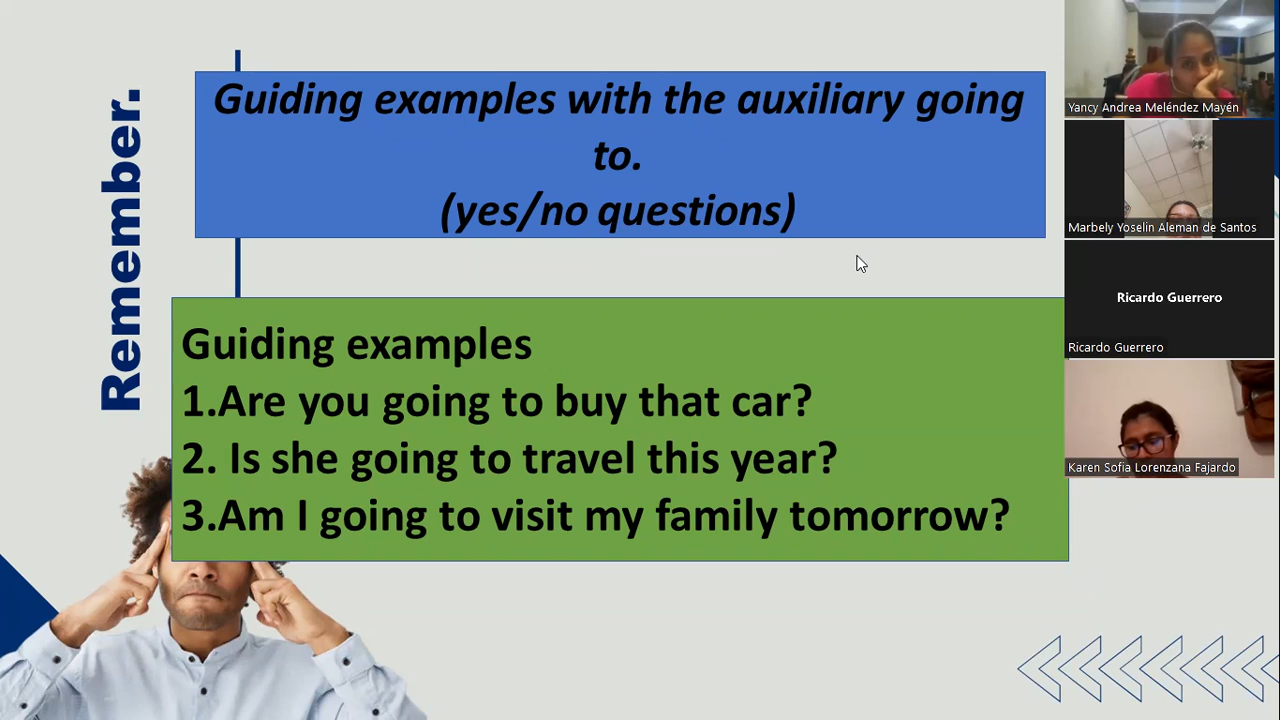 Remember.
Guiding examples with the auxiliary going
to.
(yes/no questions)
Guiding examples
1.Are you going to buy that car?
2. Is she going to travel this year?
3.Am I going to visit my family tomorrow?
Yancy Andrea Meléndez Mayén
Marbely Yoselin Aleman de Santos
Ricardo Guerrero
Ricardo Guerrero
Karen Sofia Lorenzana Fajardo